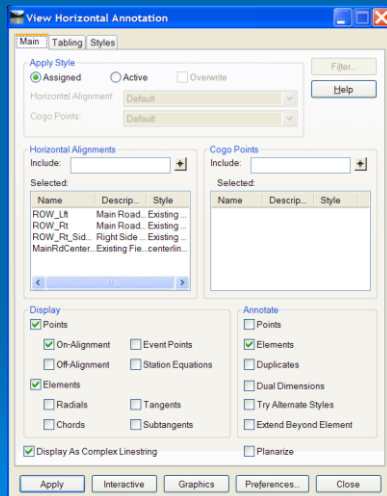 View Horizontal Annotation
Main Tabling Styles
Apply Style
Assigned Active Overwrite
Filter...
Horizontal Alignment: Default
Help
Cogo Points: Default
Horizontal Alignments Cogo Points
Include: Include:
Selected: Selected:
Name Descrip... Style Name Descrip... Style
ROW_Lft Main Road... Existing ...
ROW_Rt Main Road... Existing ...
ROW_Rt_Sid... Right Side ... Existing ...
MainRdCenter... Existing Fie... centerlin...
Display Annotate
Points Points
On-Alignment Event Points Elements
Off-Alignment Station Equations Duplicates
Elements Dual Dimensions
Radials Tangents Try Alternate Styles
Chords Subtangents Extend Beyond Element
Display As Complex Linestring Planarize
Apply Interactive Graphics Preferences... Close